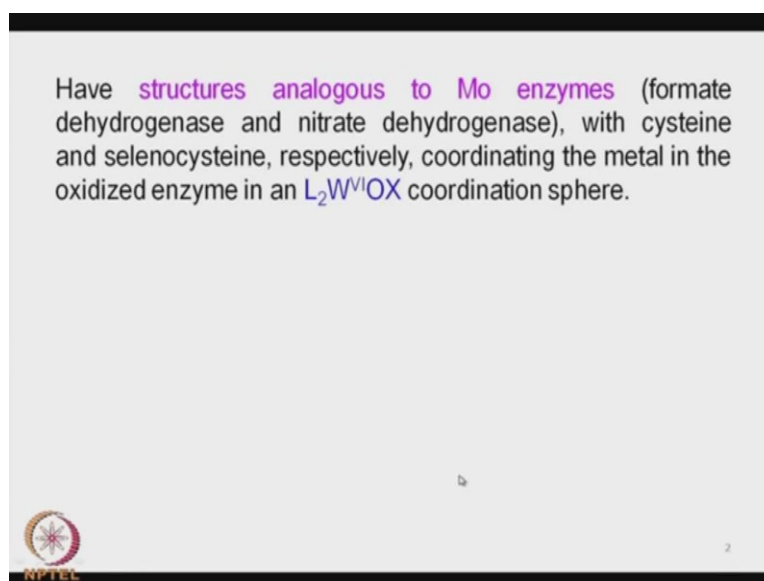 Have structures analogous to Mo enzymes (formate
dehydrogenase and nitrate dehydrogenase), with cysteine
and selenocysteine, respectively, coordinating the metal in the
oxidized enzyme in an L₂WⱽᴵOX coordination sphere.
2
NPTEL